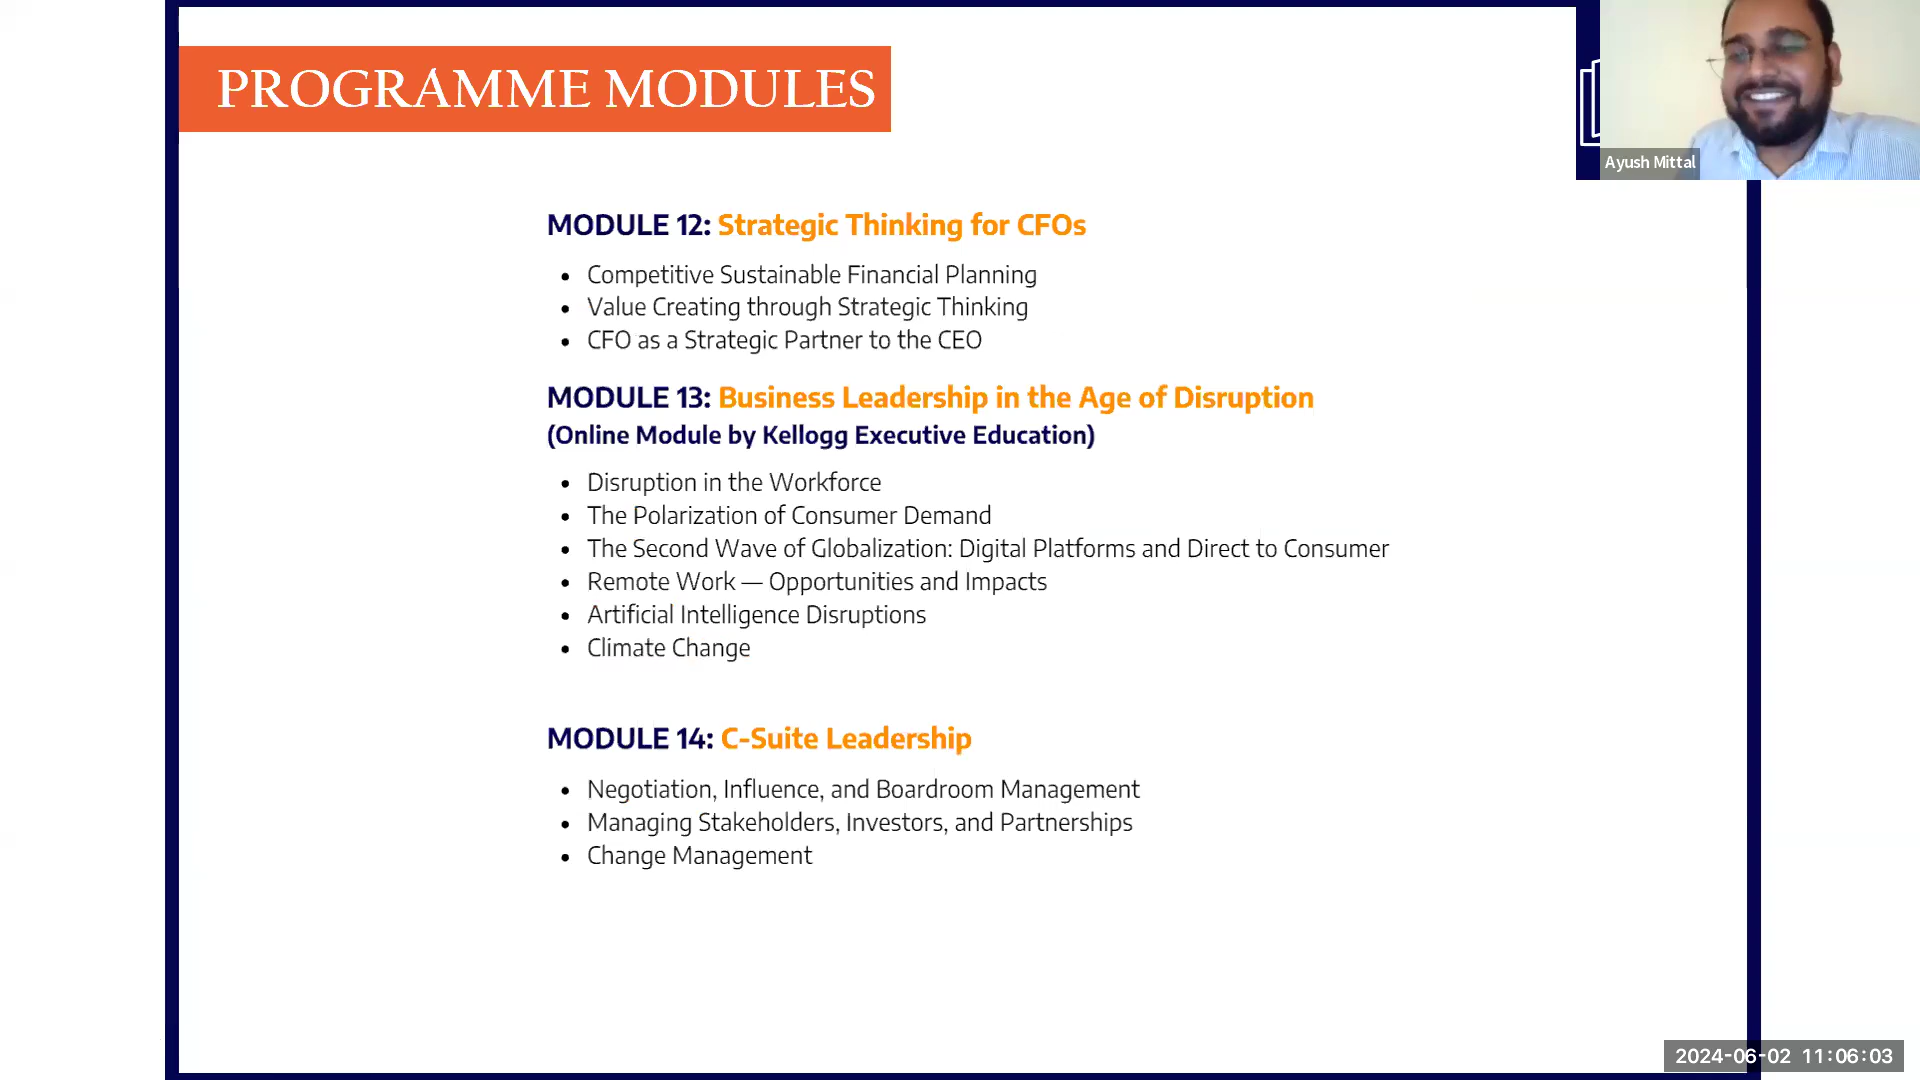 PROGRAMME MODULES
Ayush Mittal
MODULE 12: Strategic Thinking for CFOs
• Competitive Sustainable Financial Planning
• Value Creating through Strategic Thinking
• CFO as a Strategic Partner to the CEO
MODULE 13: Business Leadership in the Age of Disruption
(Online Module by Kellogg Executive Education)
• Disruption in the Workforce
• The Polarization of Consumer Demand
• The Second Wave of Globalization: Digital Platforms and Direct to Consumer
• Remote Work — Opportunities and Impacts
• Artificial Intelligence Disruptions
• Climate Change
MODULE 14: C-Suite Leadership
• Negotiation, Influence, and Boardroom Management
• Managing Stakeholders, Investors, and Partnerships
• Change Management
2024-06-02 11:06:03